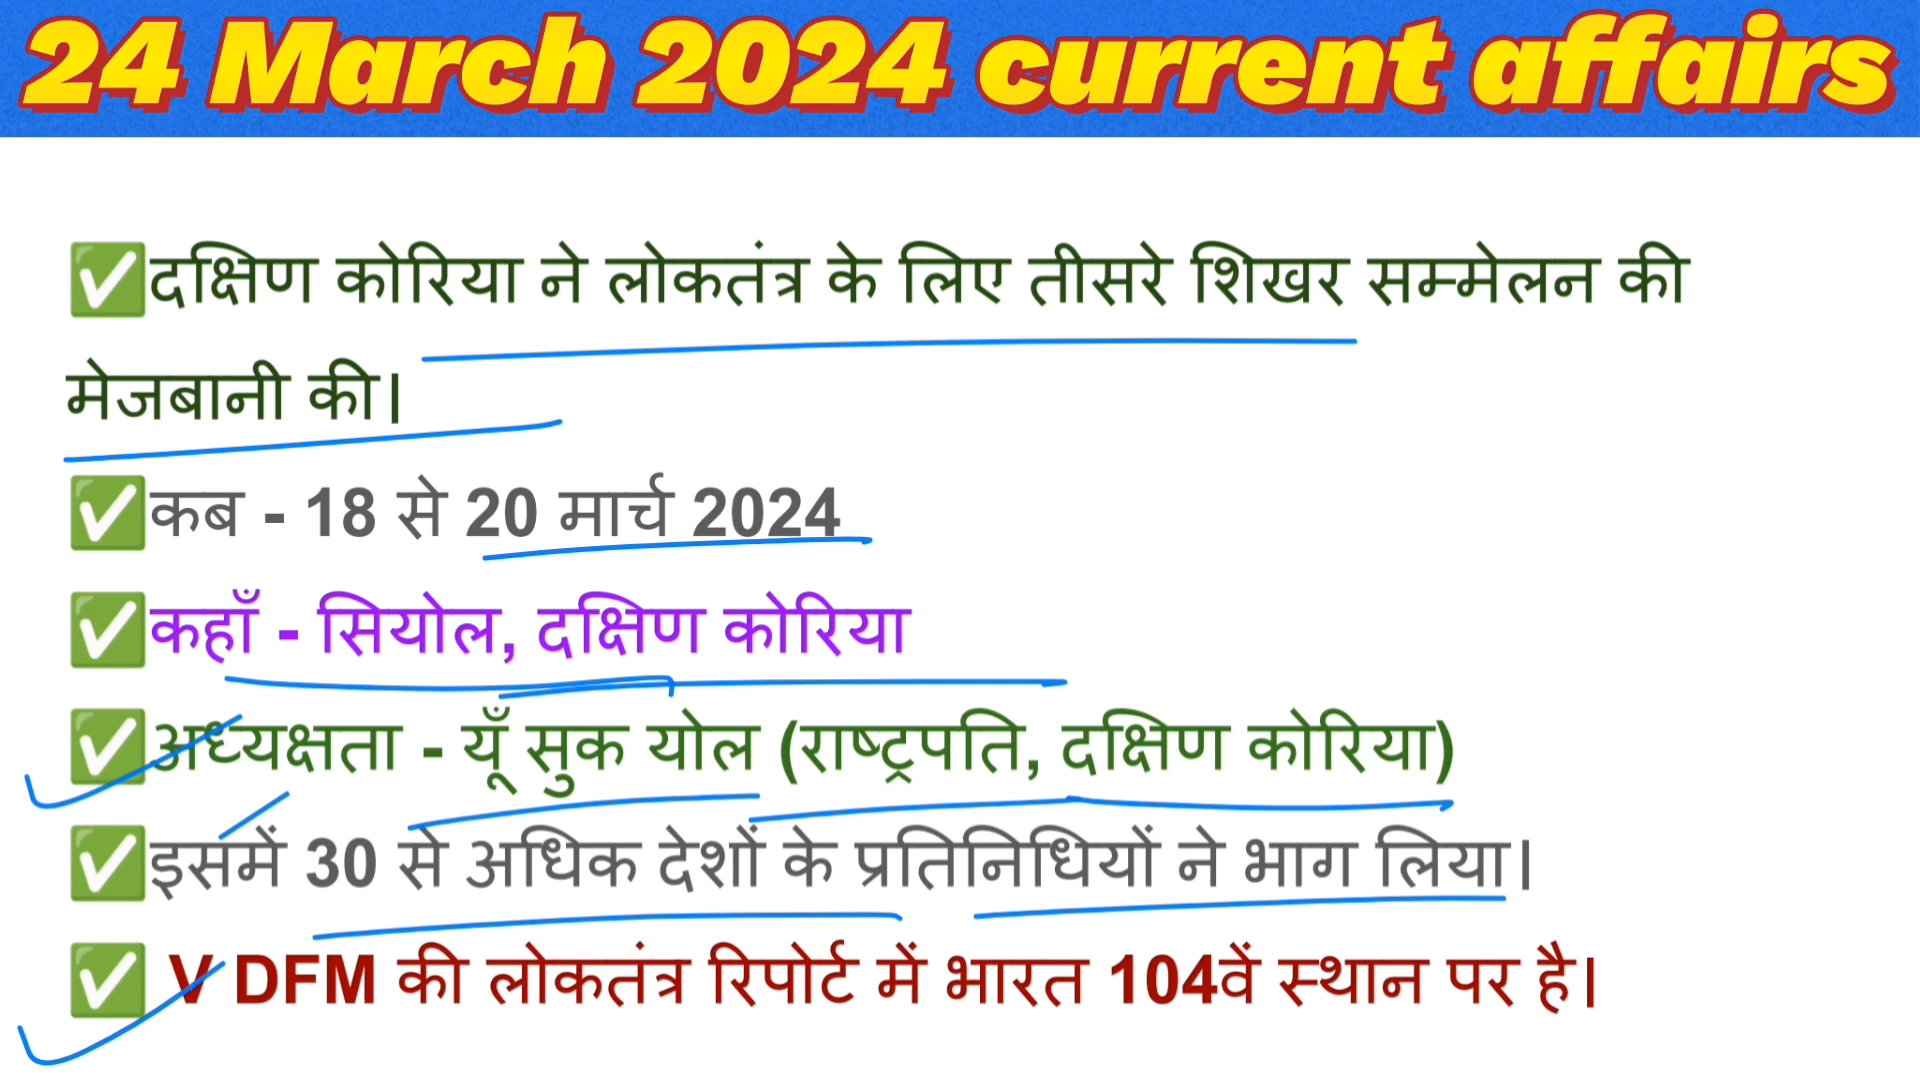 24 March 2024 current affairs
✅दक्षिण कोरिया ने लोकतंत्र के लिए तीसरे शिखर सम्मेलन की
मेजबानी की।
✅कब - 18 से 20 मार्च 2024
✅कहाँ - सियोल, दक्षिण कोरिया
✅अध्यक्षता - यूँ सुक योल (राष्ट्रपति, दक्षिण कोरिया)
✅इसमें 30 से अधिक देशों के प्रतिनिधियों ने भाग लिया।
✅ V DFM की लोकतंत्र रिपोर्ट में भारत 104वें स्थान पर है।